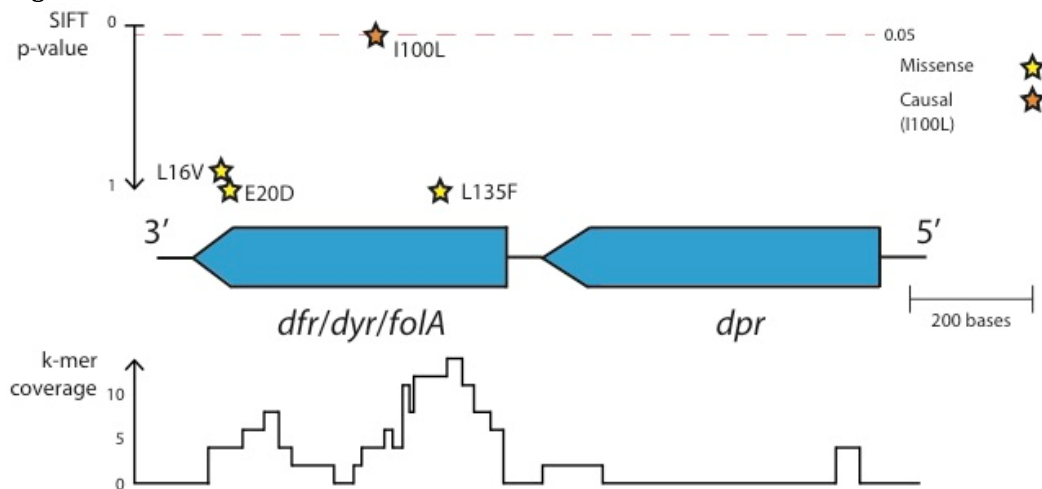 SIFT
p-value
0
1
0.05
I100L
L16V
E20D
L135F
Missense
Causal
(I100L)
3’
5’
dfr/dyr/folA
dpr
200 bases
k-mer
coverage
10
5
0